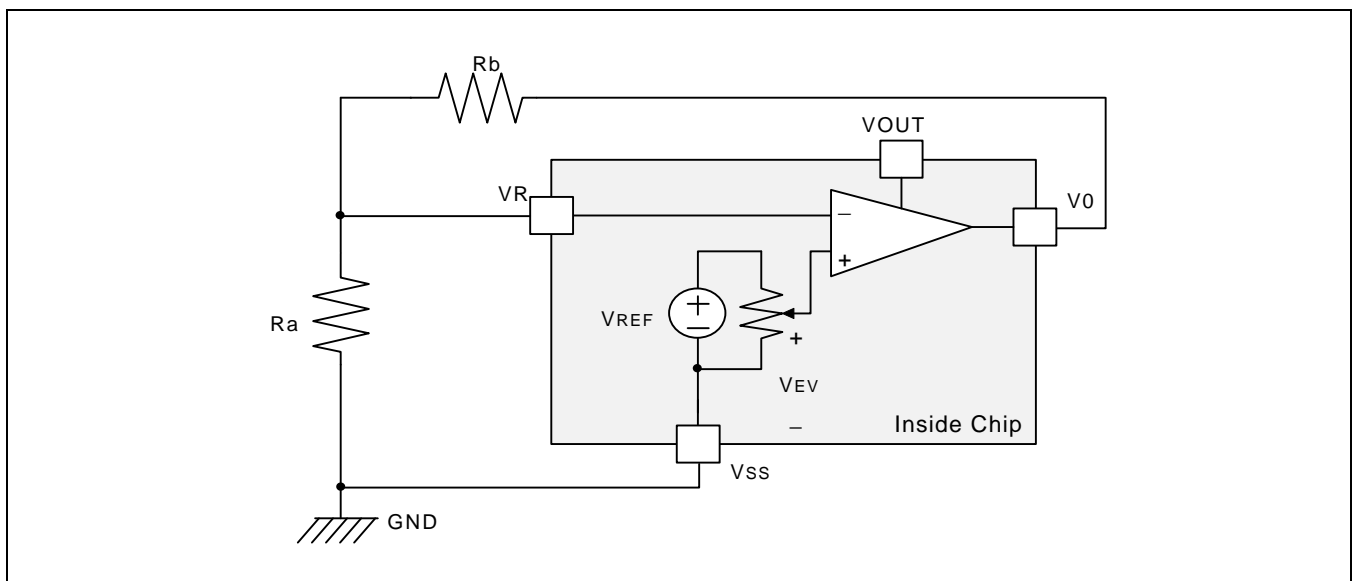 Rb
VOUT
VR
V0
−
+
+
−
VREF
Ra
+
VEV
−
Inside Chip
VSS
GND